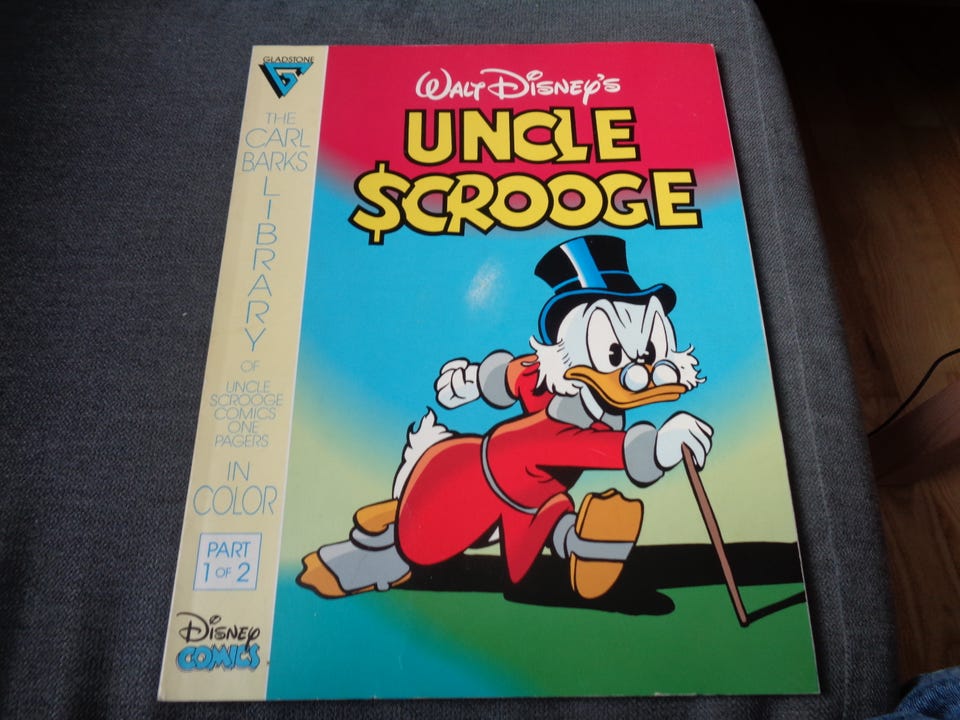 GLADSTONE
G
THE
CARL
BARKS
L
I
B
R
A
R
Y
OF
UNCLE
SCROOGE
COMICS
ONE
PAGERS
IN
COLOR
PART
1 OF 2
Disney
COMICS
WALT DISNEY'S
UNCLE
$CROOGE